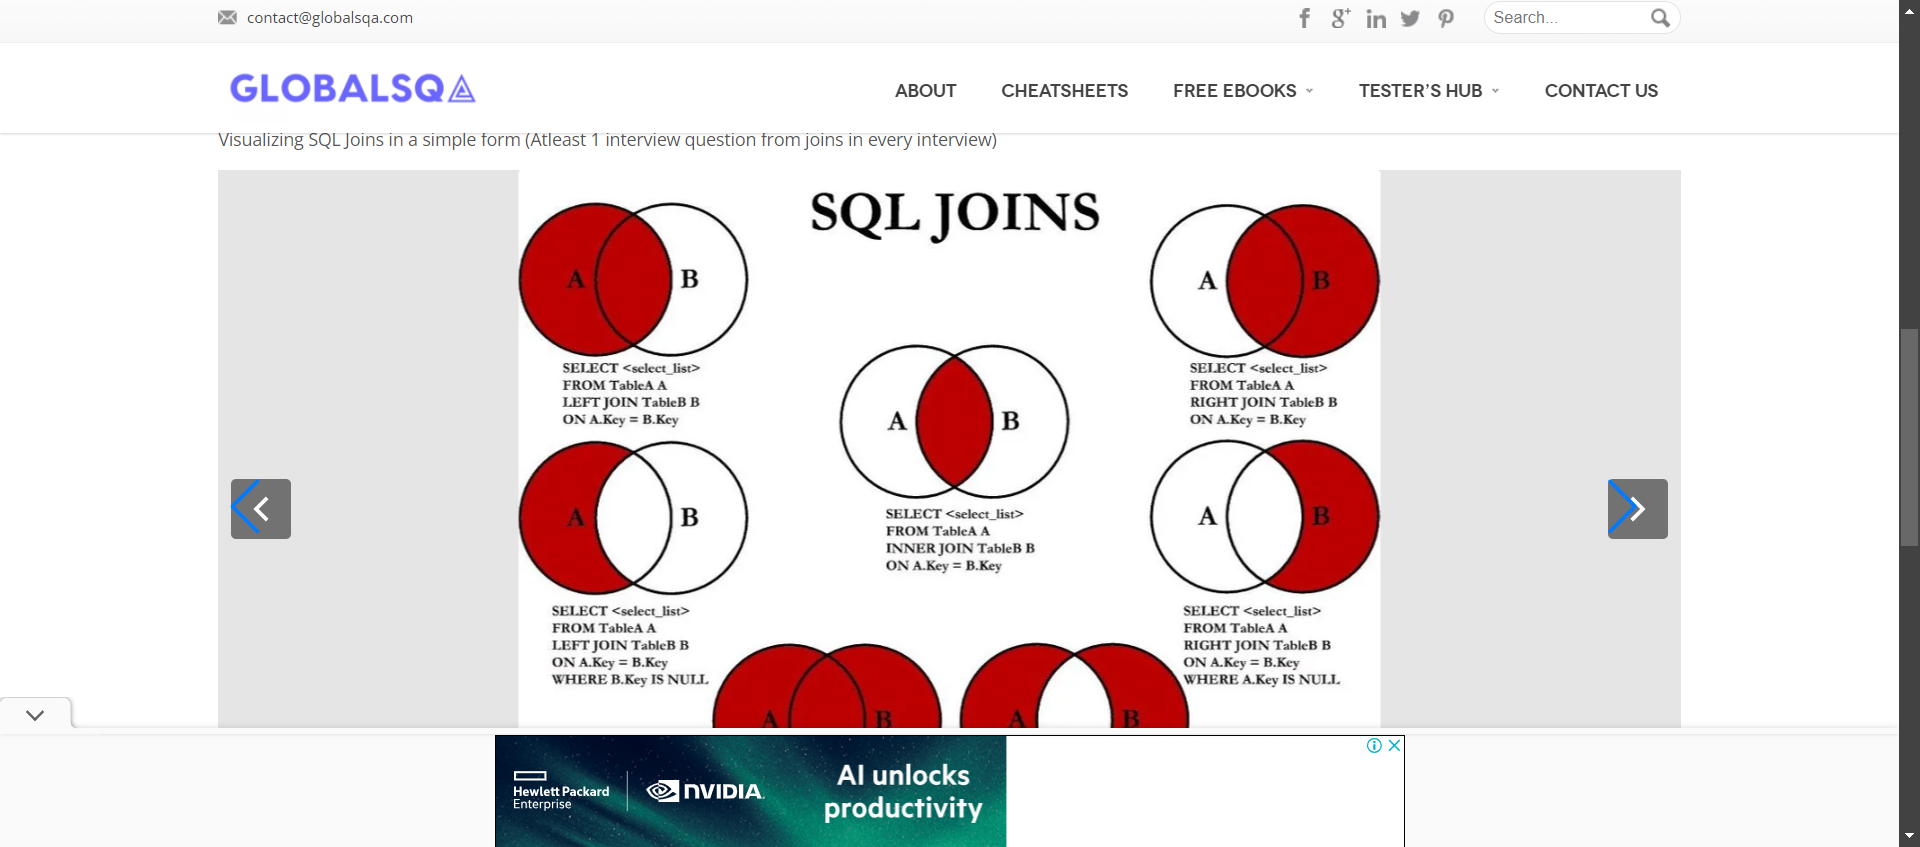 contact@globalsqa.com
Search...
GLOBALSQA
ABOUT
CHEATSHEETS
FREE EBOOKS
TESTER'S HUB
CONTACT US
Visualizing SQL Joins in a simple form (Atleast 1 interview question from joins in every interview)
SQL JOINS
A B
SELECT <select_list>
FROM TableA A
LEFT JOIN TableB B
ON A.Key = B.Key
A B
SELECT <select_list>
FROM TableA A
RIGHT JOIN TableB B
ON A.Key = B.Key
A B
SELECT <select_list>
FROM TableA A
INNER JOIN TableB B
ON A.Key = B.Key
A B
SELECT <select_list>
FROM TableA A
LEFT JOIN TableB B
ON A.Key = B.Key
WHERE B.Key IS NULL
A B
SELECT <select_list>
FROM TableA A
RIGHT JOIN TableB B
ON A.Key = B.Key
WHERE A.Key IS NULL
A B
A B
Hewlett Packard
Enterprise
NVIDIA.
AI unlocks
productivity